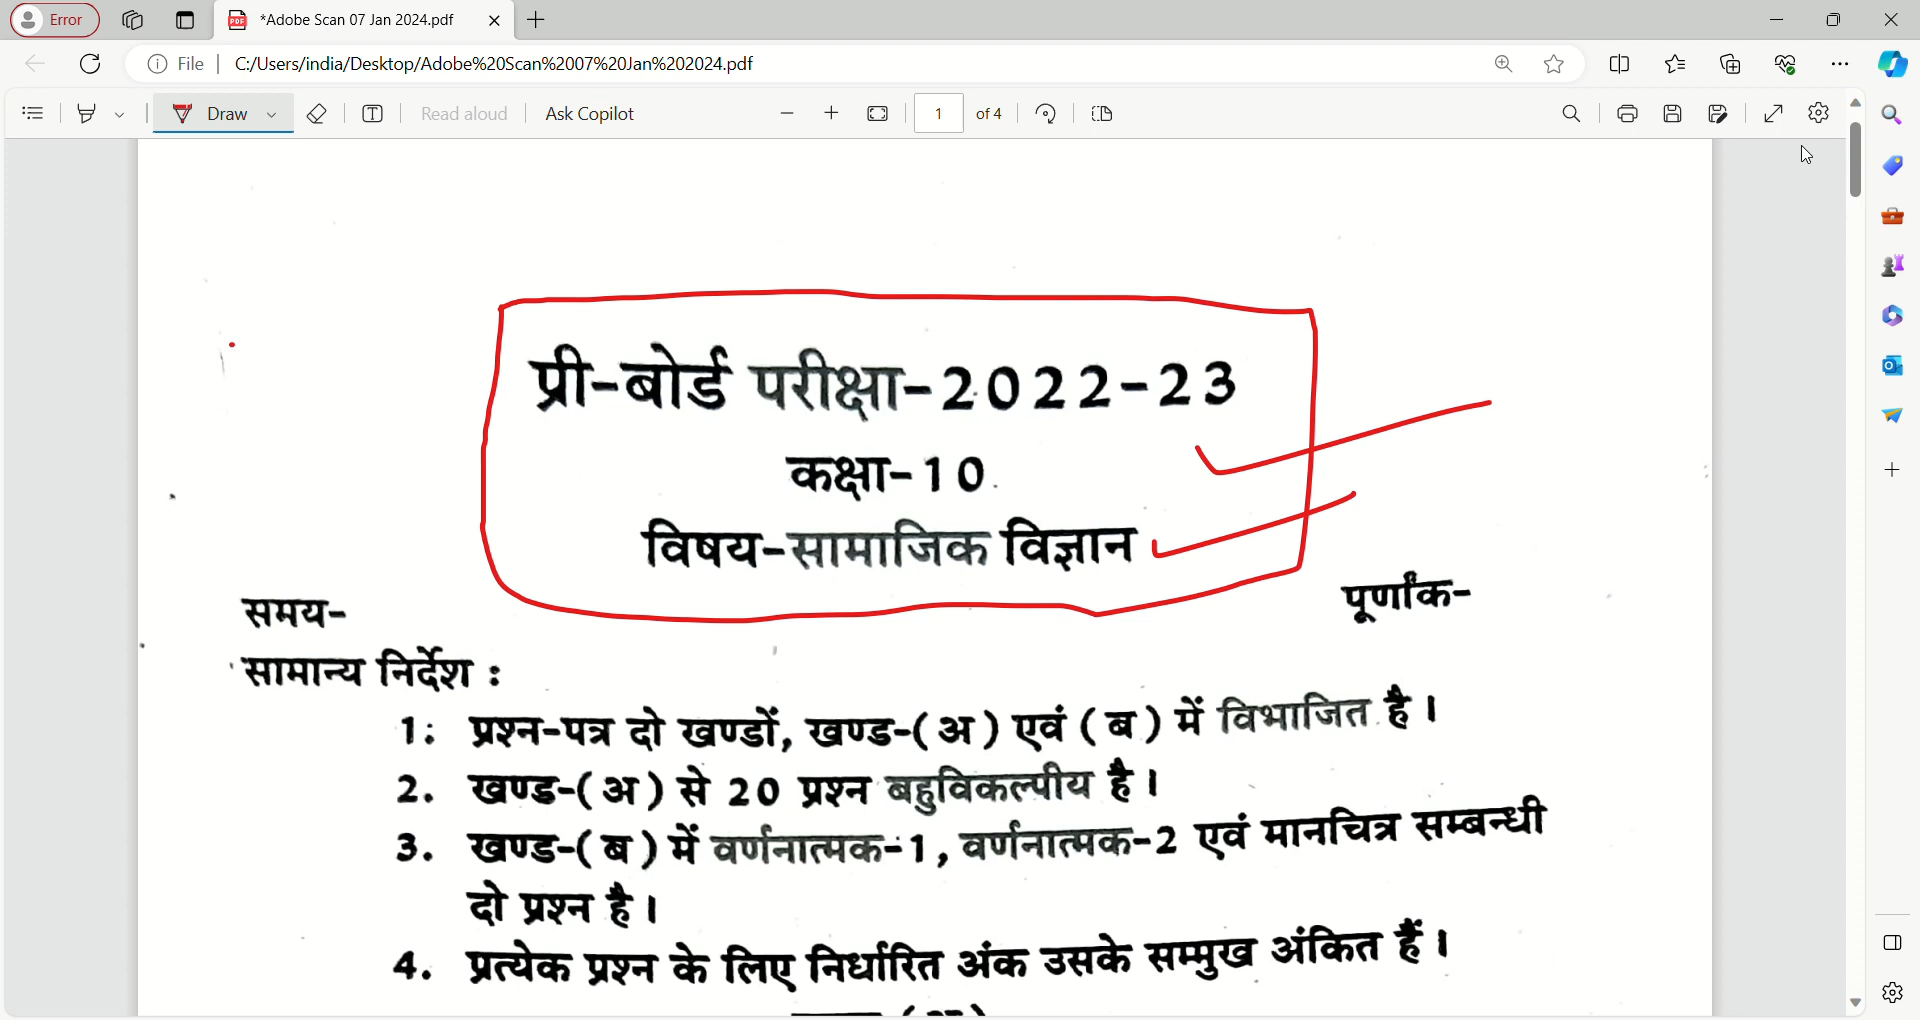 Error
*Adobe Scan 07 Jan 2024.pdf
File
C:/Users/india/Desktop/Adobe%20Scan%2007%20Jan%202024.pdf
Draw
Read aloud
Ask Copilot
1 of 4
प्री-बोर्ड परीक्षा-2022-23
कक्षा-10
विषय-सामाजिक विज्ञान
समय-
पूर्णांक-
सामान्य निर्देश :
1: प्रश्न-पत्र दो खण्डों, खण्ड-(अ) एवं (ब) में विभाजित है।
2. खण्ड-(अ) से 20 प्रश्न बहुविकल्पीय है।
3. खण्ड-(ब) में वर्णनात्मक-1, वर्णनात्मक-2 एवं मानचित्र सम्बन्धी
दो प्रश्न है।
4. प्रत्येक प्रश्न के लिए निर्धारित अंक उसके सम्मुख अंकित हैं।